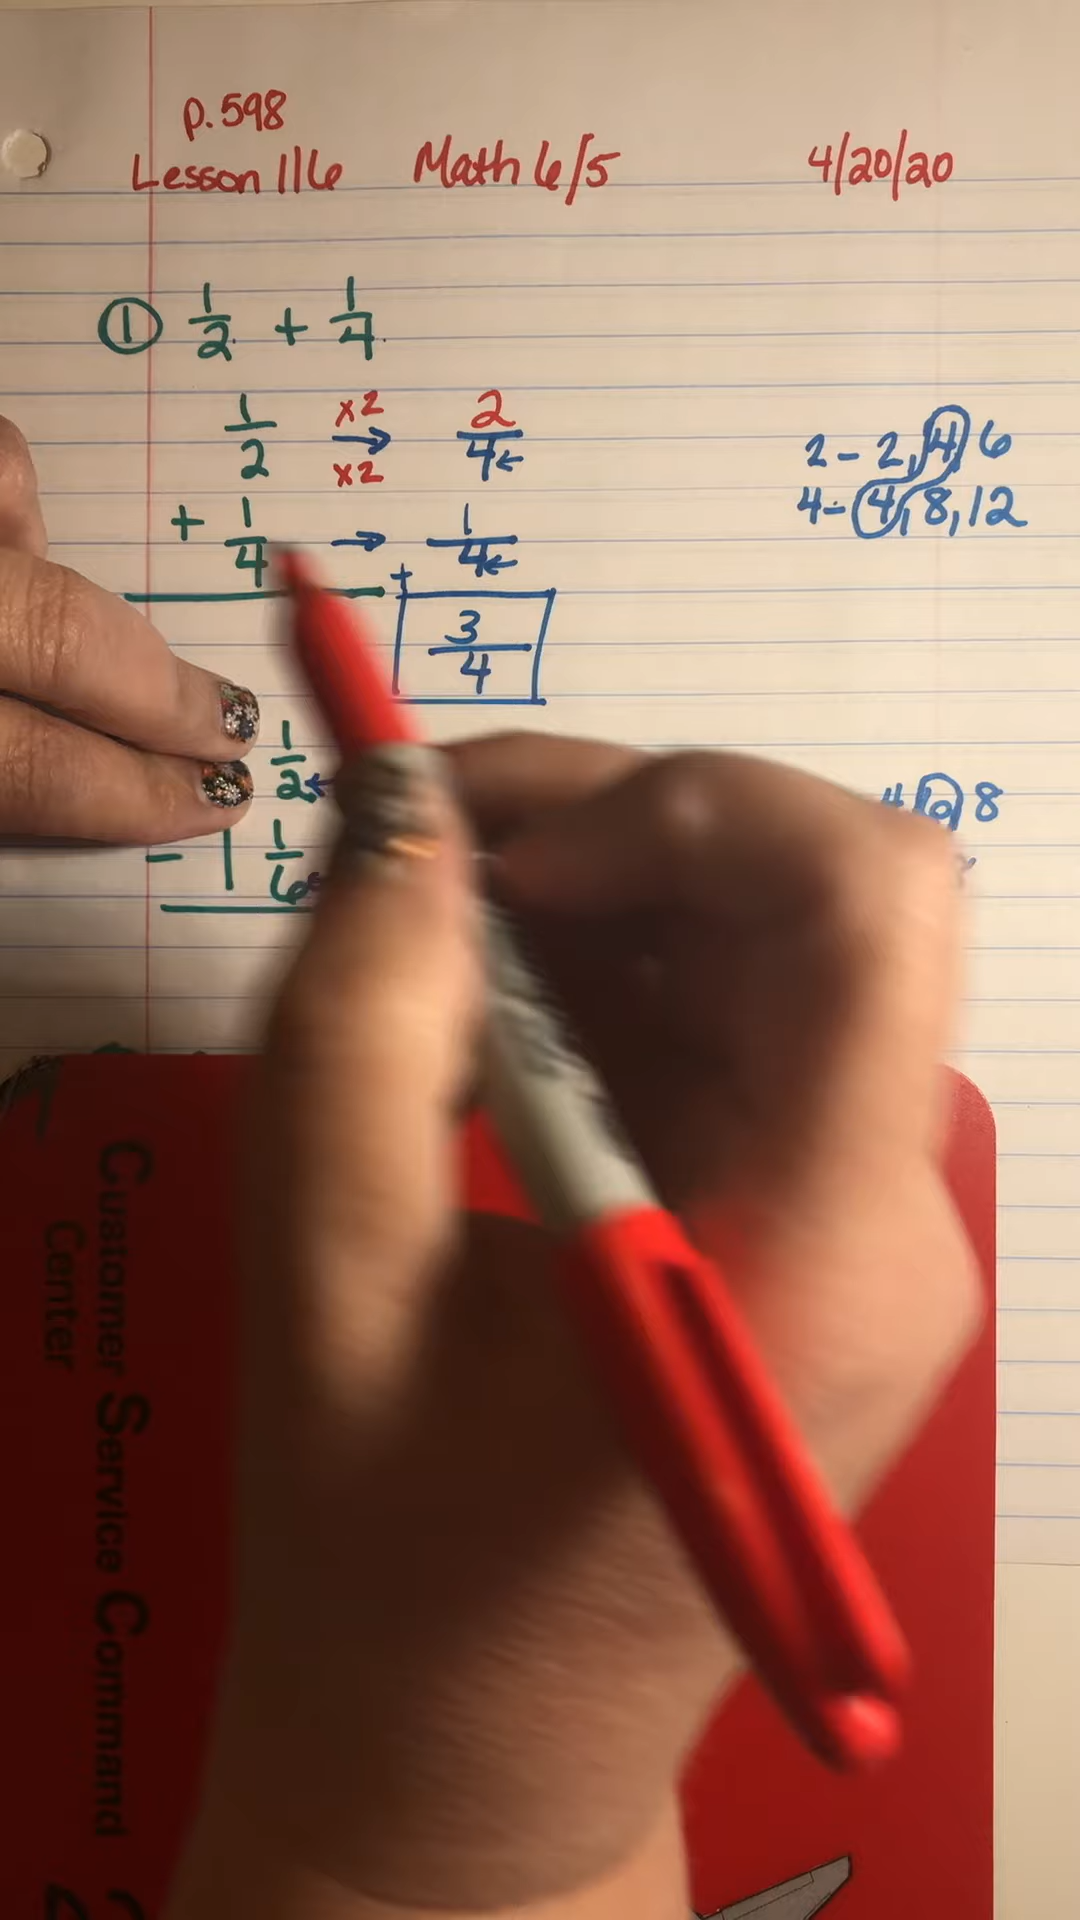 p.598
Lesson 116 Math 6/5 4/20/20
① 1/2 + 1/4
1/2 ×2/×2 → 2/4 ←
+ 1/4 → + 1/4 ←
3/4
2 - 2, 4, 6
4 - 4, 8, 12
1/2 ←
- 1 1/6
8
Customer Service Command
Center